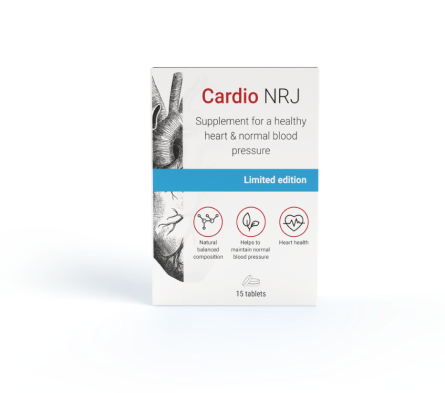 Cardio NRJ
Supplement for a healthy
heart & normal blood
pressure
Limited edition
Natural
balanced
composition
Helps to
maintain normal
blood pressure
Heart health
15 tablets